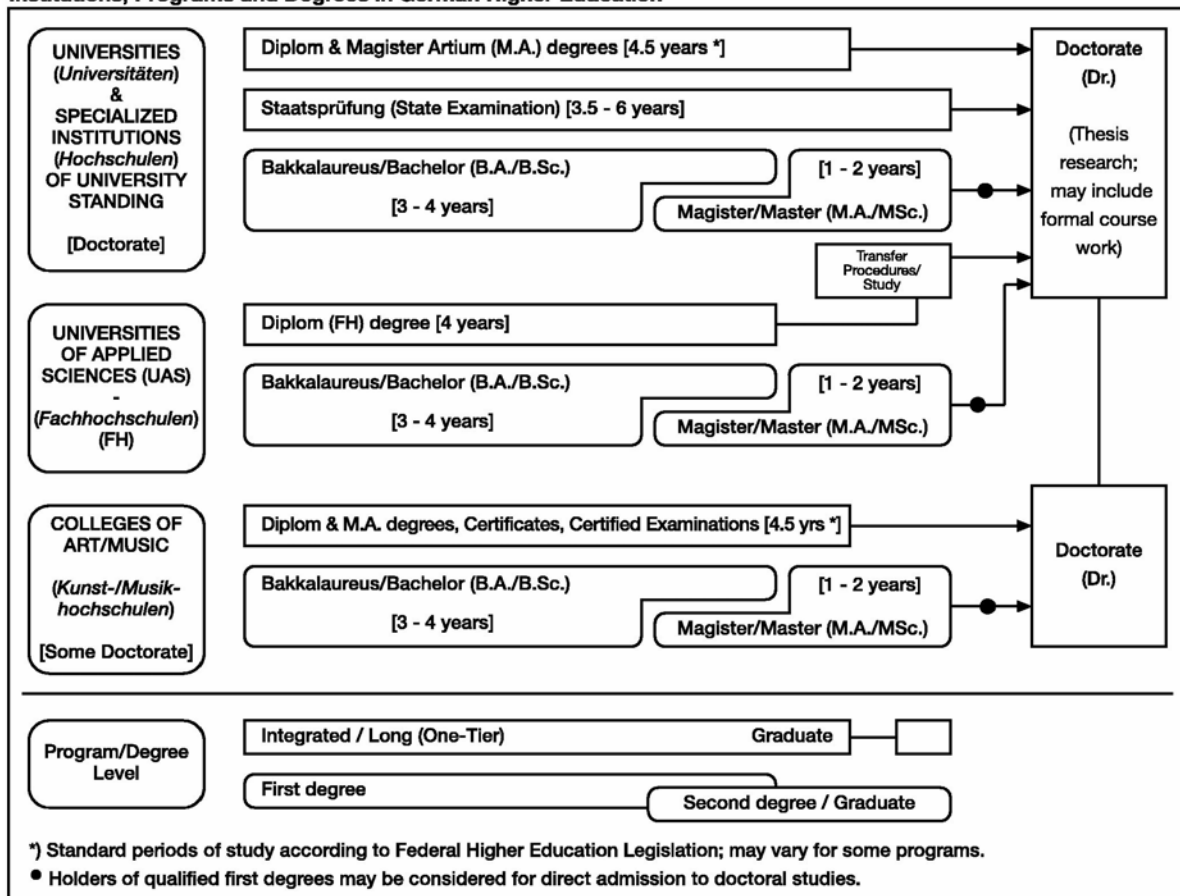 Institutions, Programs and Degrees in German Higher Education
UNIVERSITIES
(Universitäten)
&
SPECIALIZED
INSTITUTIONS
(Hochschulen)
OF UNIVERSITY
STANDING
[Doctorate]
Diplom & Magister Artium (M.A.) degrees [4.5 years *]
Staatsprüfung (State Examination) [3.5 - 6 years]
Bakkalaureus/Bachelor (B.A./B.Sc.)
[3 - 4 years]
[1 - 2 years]
Magister/Master (M.A./MSc.)
Transfer
Procedures/
Study
Doctorate
(Dr.)
(Thesis
research;
may include
formal course
work)
UNIVERSITIES
OF APPLIED
SCIENCES (UAS)
-
(Fachhochschulen)
(FH)
Diplom (FH) degree [4 years]
Bakkalaureus/Bachelor (B.A./B.Sc.)
[3 - 4 years]
[1 - 2 years]
Magister/Master (M.A./MSc.)
COLLEGES OF
ART/MUSIC
(Kunst-/Musik-
hochschulen)
[Some Doctorate]
Diplom & M.A. degrees, Certificates, Certified Examinations [4.5 yrs *]
Bakkalaureus/Bachelor (B.A./B.Sc.)
[3 - 4 years]
[1 - 2 years]
Magister/Master (M.A./MSc.)
Doctorate
(Dr.)
Program/Degree
Level
Integrated / Long (One-Tier) Graduate
First degree
Second degree / Graduate
*) Standard periods of study according to Federal Higher Education Legislation; may vary for some programs.
● Holders of qualified first degrees may be considered for direct admission to doctoral studies.